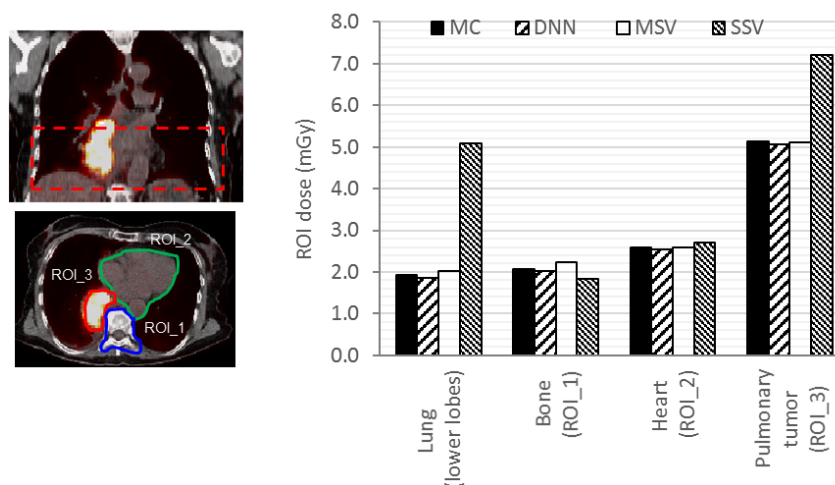 ROI_2
ROI_3
ROI_1
MC DNN MSV SSV
ROI dose (mGy)
8.0
7.0
6.0
5.0
4.0
3.0
2.0
1.0
0.0
Lung
(lower lobes)
Bone
(ROI_1)
Heart
(ROI_2)
Pulmonary
tumor
(ROI_3)